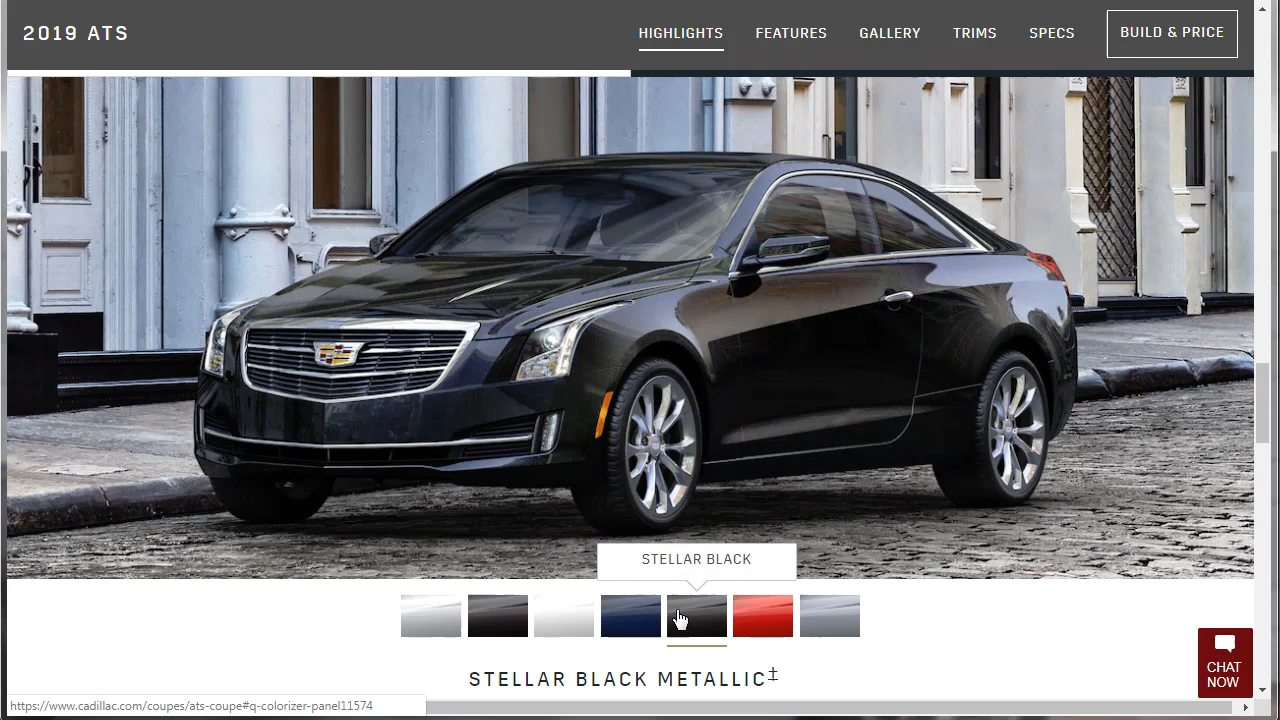 2019 ATS
HIGHLIGHTS
FEATURES
GALLERY
TRIMS
SPECS
BUILD & PRICE
STELLAR BLACK
STELLAR BLACK METALLIC‡
CHAT
NOW
https://www.cadillac.com/coupes/ats-coupe#q-colorizer-panel11574